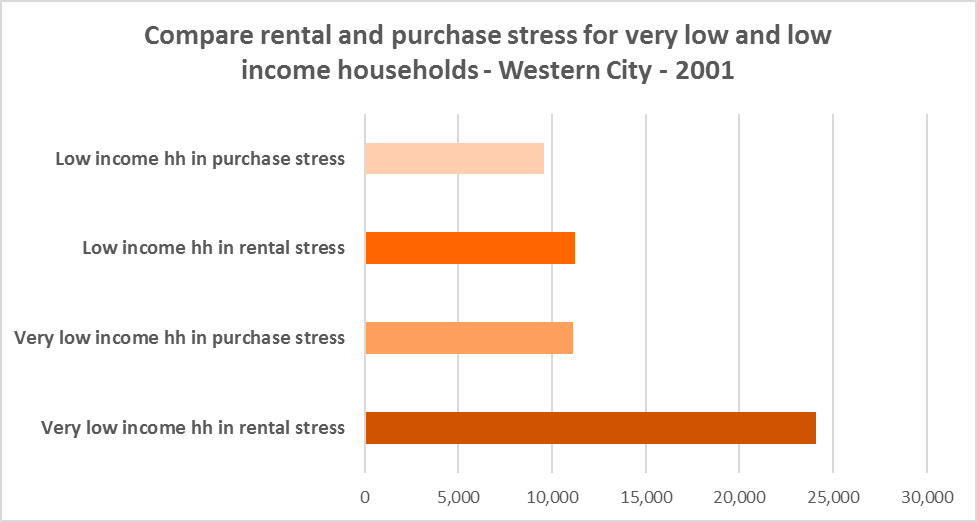 Compare rental and purchase stress for very low and low
income households - Western City - 2001
Low income hh in purchase stress
Low income hh in rental stress
Very low income hh in purchase stress
Very low income hh in rental stress
0 5,000 10,000 15,000 20,000 25,000 30,000